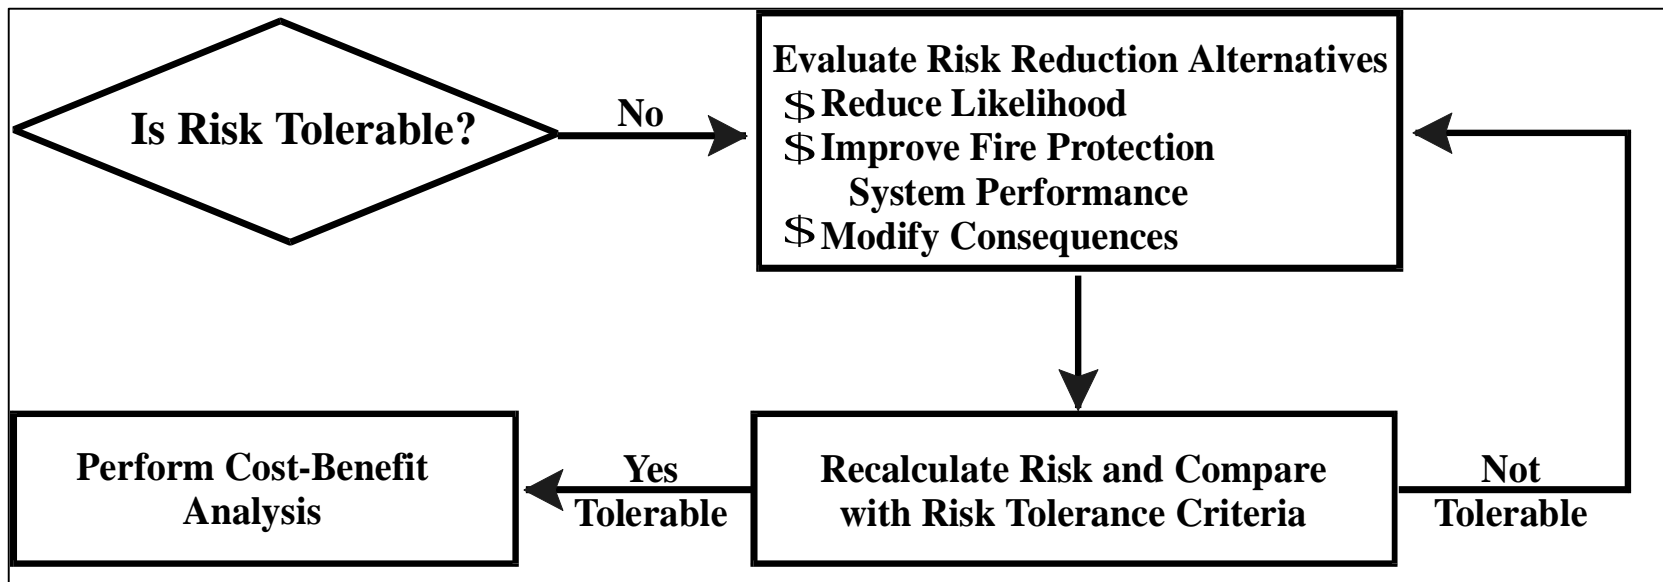 Is Risk Tolerable?
No
Evaluate Risk Reduction Alternatives
$ Reduce Likelihood
$ Improve Fire Protection
System Performance
$ Modify Consequences
Perform Cost-Benefit
Analysis
Yes
Tolerable
Recalculate Risk and Compare
with Risk Tolerance Criteria
Not
Tolerable